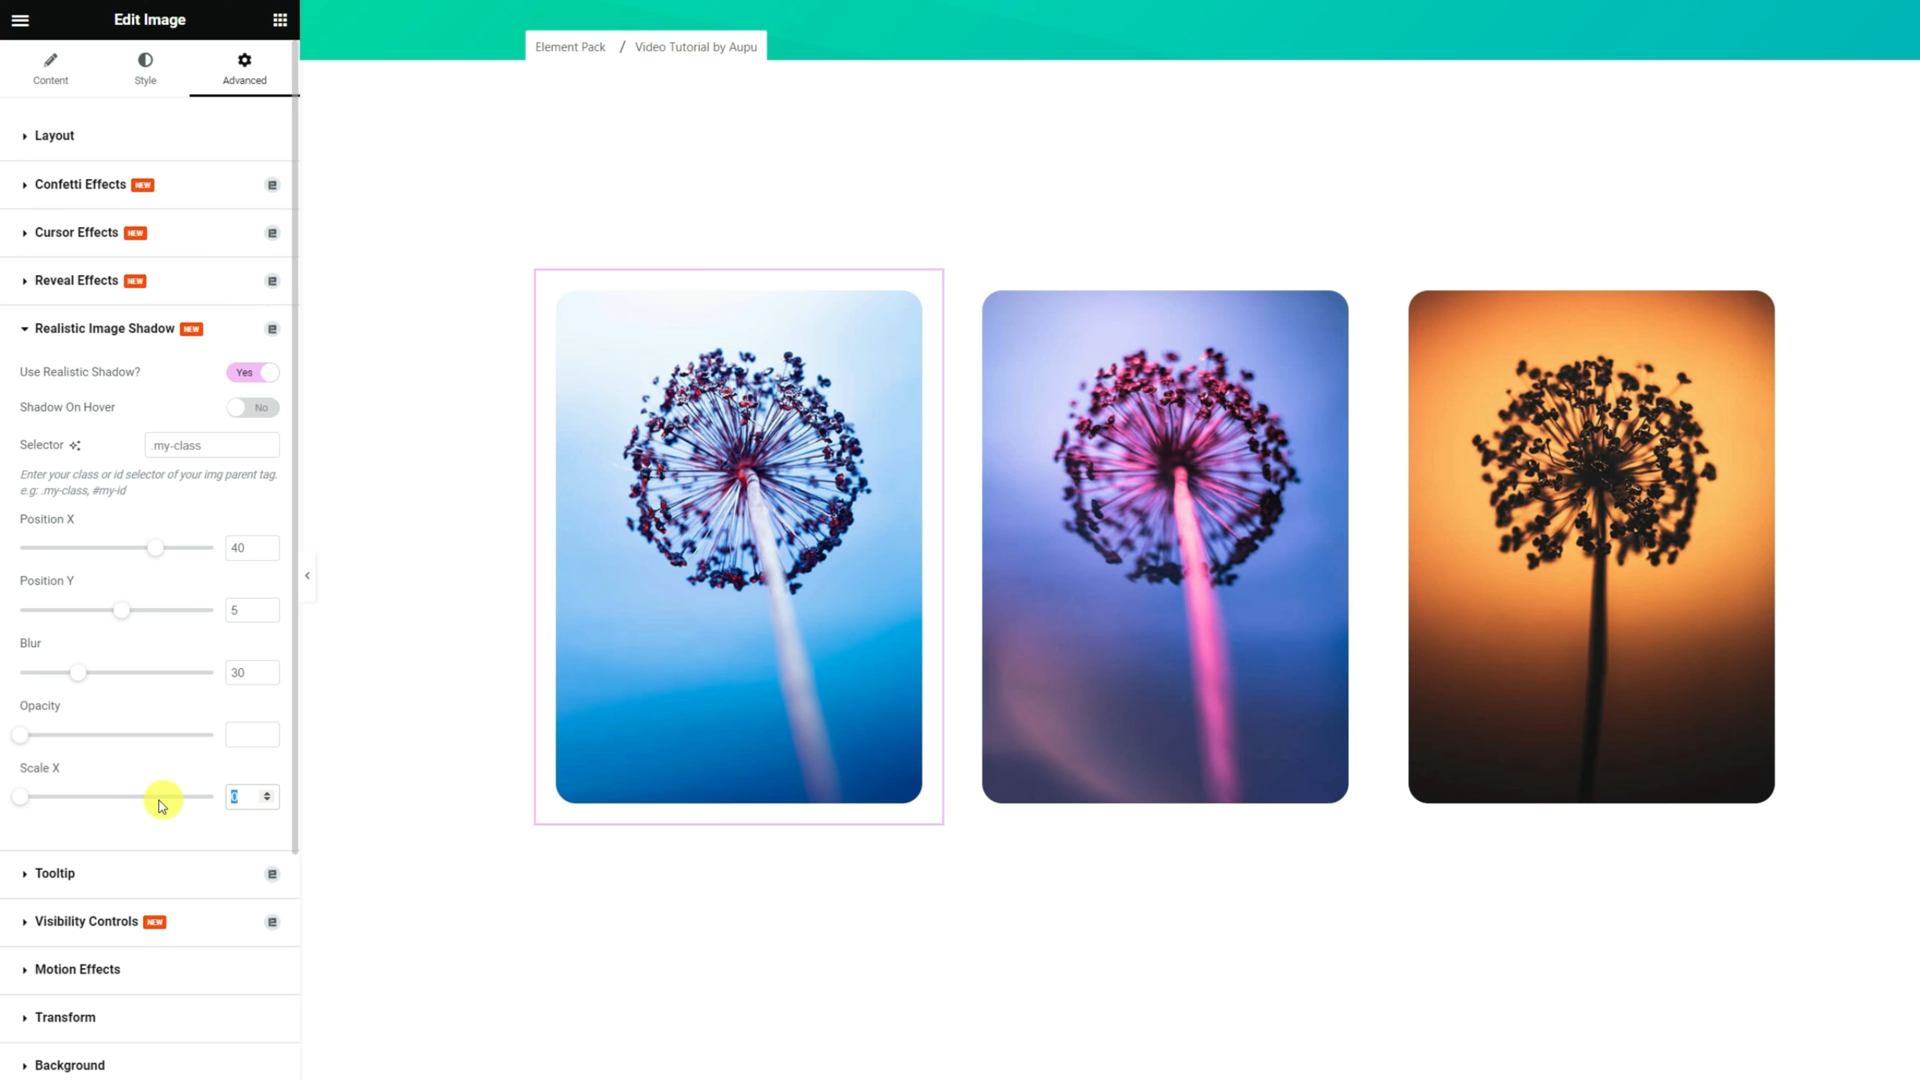 Edit Image
Element Pack / Video Tutorial by Aupu
Content
Style
Advanced
Layout
Confetti Effects NEW
Cursor Effects NEW
Reveal Effects NEW
Realistic Image Shadow NEW
Use Realistic Shadow? Yes
Shadow On Hover No
Selector .my-class
Enter your class or id selector of your img parent tag.
e.g: .my-class, #my-id
Position X
40
Position Y
5
Blur
30
Opacity
Scale X
0
Tooltip
Visibility Controls NEW
Motion Effects
Transform
Background